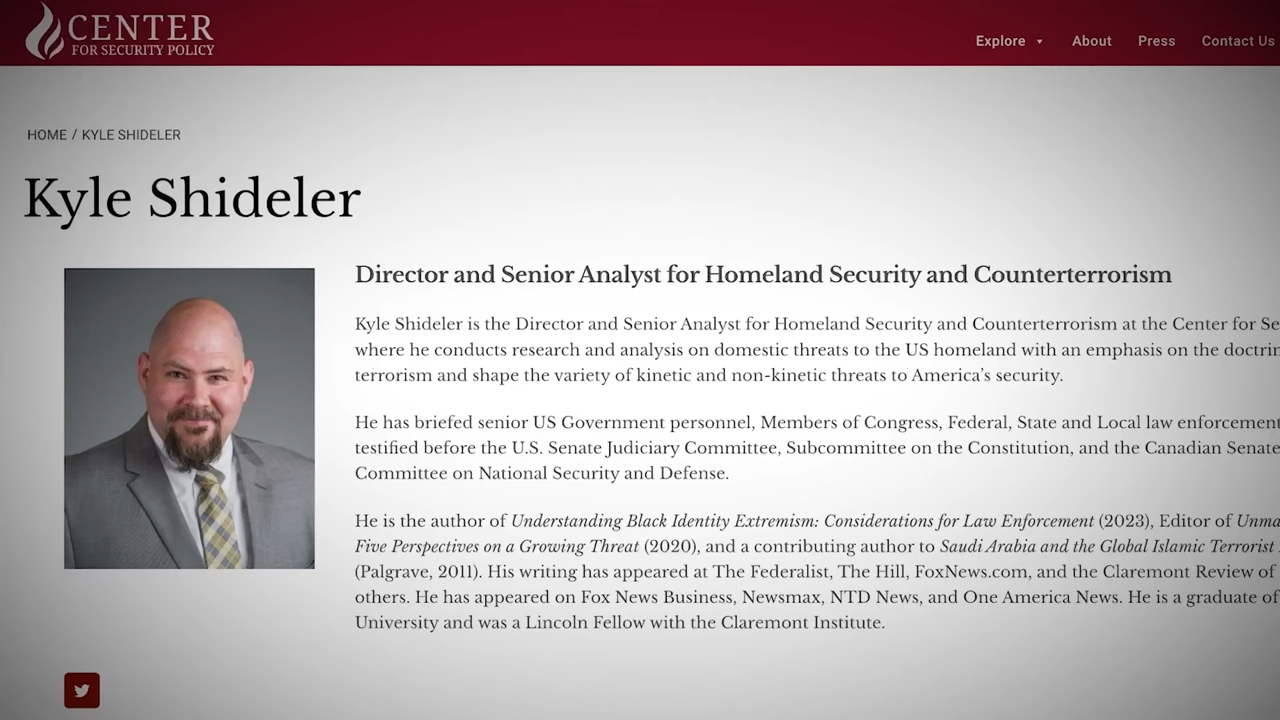 CENTER
FOR SECURITY POLICY
Explore
About
Press
Contact Us
HOME / KYLE SHIDELER
Kyle Shideler
Director and Senior Analyst for Homeland Security and Counterterrorism
Kyle Shideler is the Director and Senior Analyst for Homeland Security and Counterterrorism at the Center for Se
where he conducts research and analysis on domestic threats to the US homeland with an emphasis on the doctrin
terrorism and shape the variety of kinetic and non-kinetic threats to America’s security.
He has briefed senior US Government personnel, Members of Congress, Federal, State and Local law enforcement
testified before the U.S. Senate Judiciary Committee, Subcommittee on the Constitution, and the Canadian Senate
Committee on National Security and Defense.
He is the author of Understanding Black Identity Extremism: Considerations for Law Enforcement (2023), Editor of Unma
Five Perspectives on a Growing Threat (2020), and a contributing author to Saudi Arabia and the Global Islamic Terrorist
(Palgrave, 2011). His writing has appeared at The Federalist, The Hill, FoxNews.com, and the Claremont Review of
others. He has appeared on Fox News Business, Newsmax, NTD News, and One America News. He is a graduate of
University and was a Lincoln Fellow with the Claremont Institute.